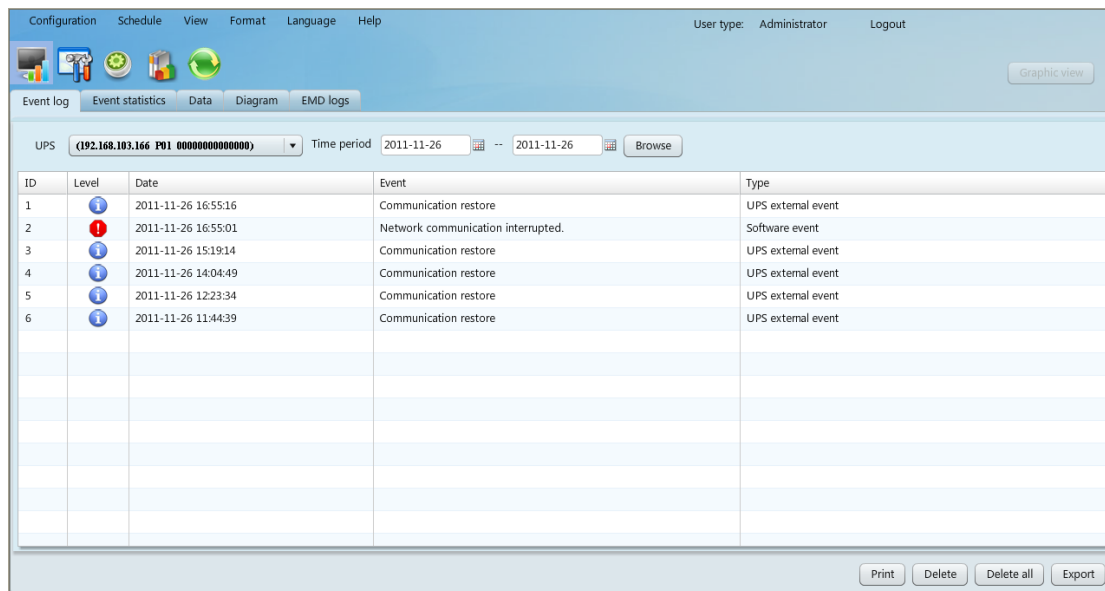 Configuration Schedule View Format Language Help User type: Administrator Logout
Graphic view
Event log Event statistics Data Diagram EMD logs
UPS (192.168.103.166 P01 00000000000000) Time period 2011-11-26 -- 2011-11-26 Browse
ID Level Date Event Type
1 2011-11-26 16:55:16 Communication restore UPS external event
2 2011-11-26 16:55:01 Network communication interrupted. Software event
3 2011-11-26 15:19:14 Communication restore UPS external event
4 2011-11-26 14:04:49 Communication restore UPS external event
5 2011-11-26 12:23:34 Communication restore UPS external event
6 2011-11-26 11:44:39 Communication restore UPS external event
Print Delete Delete all Export